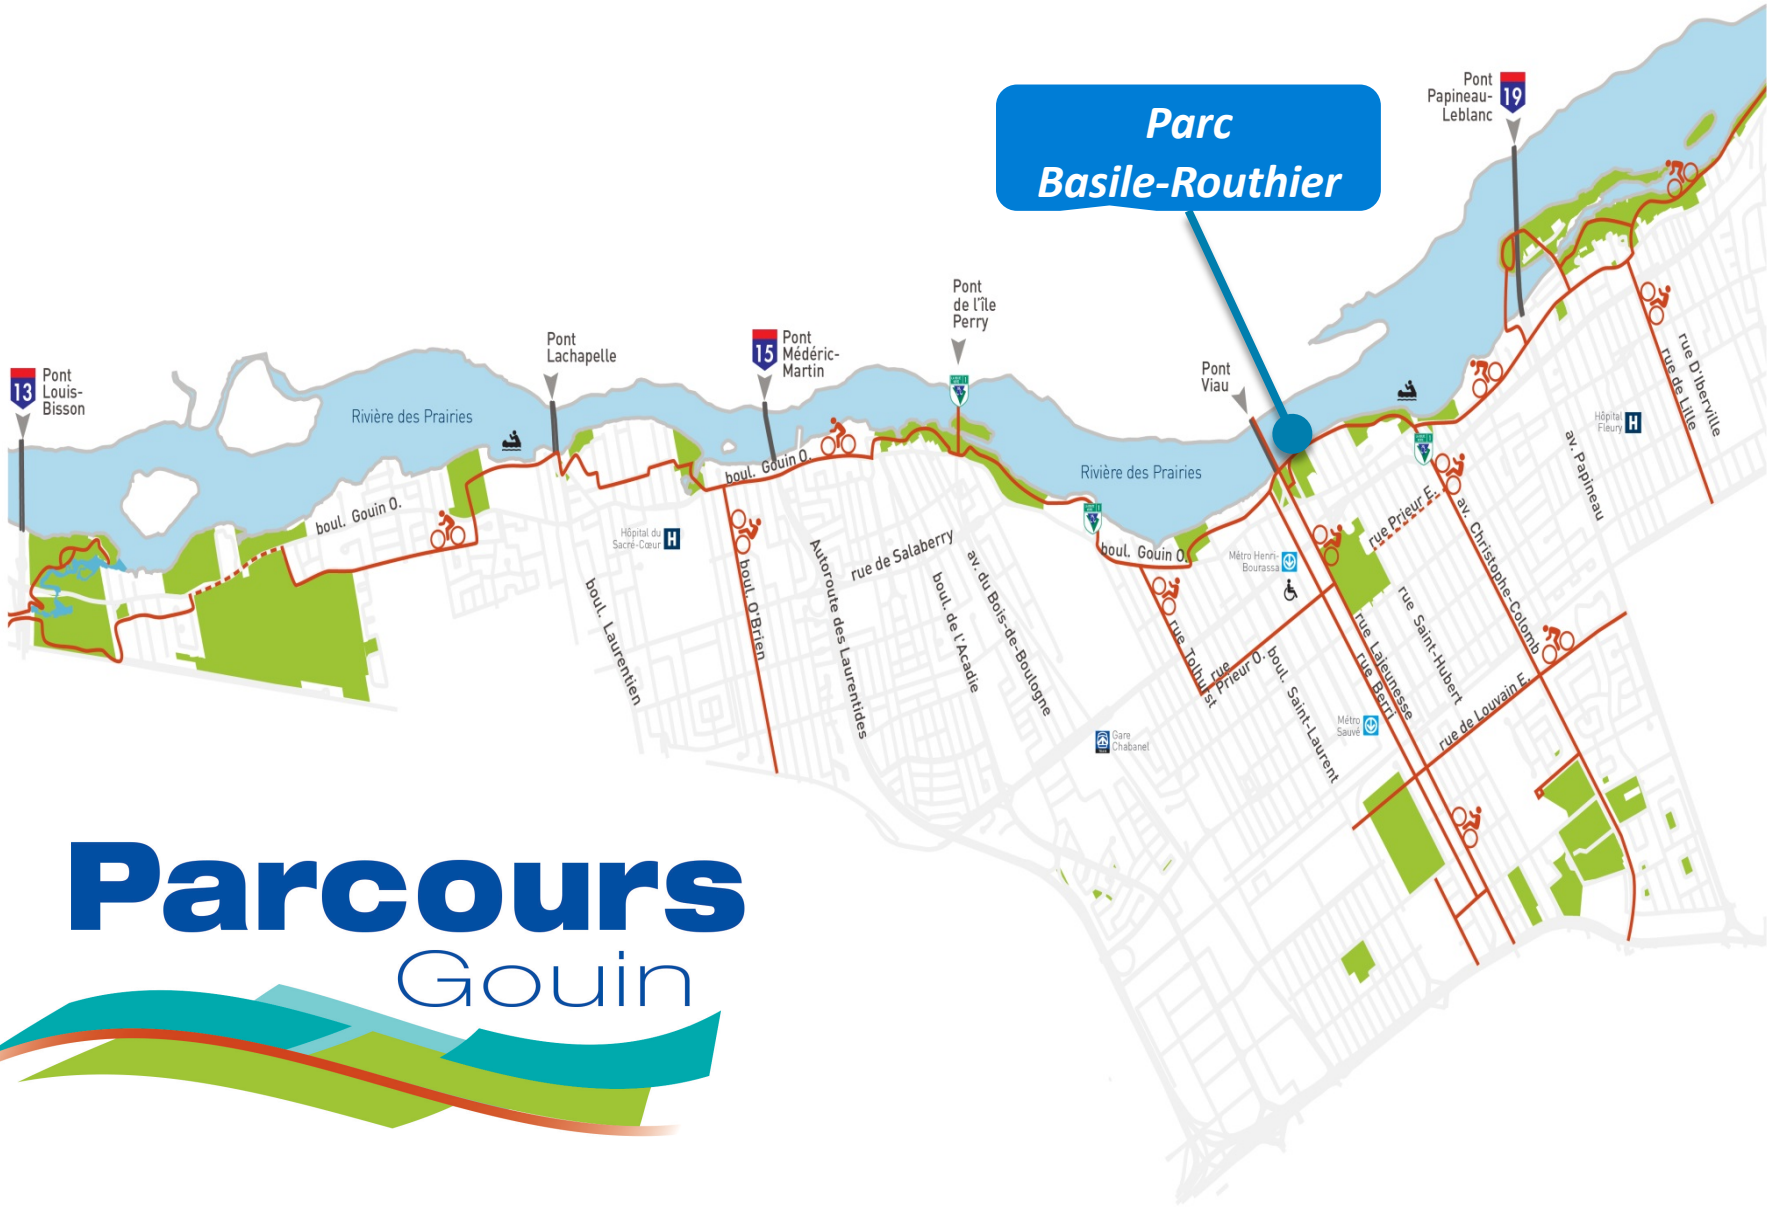 Parc
Basile-Routhier
Pont
Papineau-
Leblanc
19
Pont
de l'île
Perry
Pont
Lachapelle
15
Pont
Médéric-
Martin
13
Pont
Louis-
Bisson
Pont
Viau
Rivière des Prairies
Rivière des Prairies
boul. Gouin O.
boul. Gouin O.
boul. Gouin O.
Hôpital du
Sacré-Cœur
H
Hôpital
Fleury
H
rue D'Iberville
rue de Lille
av. Papineau
rue Prieur E.
av. Christophe-Colomb
rue Saint-Hubert
rue Lajeunesse
rue Berri
rue de Louvain E.
Métro Henri-
Bourassa
Métro
Sauvé
boul. Saint-Laurent
rue
Prieur O.
rue Tolhurst
Gare
Chabanel
av. du Bois-de-Boulogne
boul. de l'Acadie
rue de Salaberry
Autoroute des Laurentides
boul. O'Brien
boul. Laurentien
Parcours
Gouin